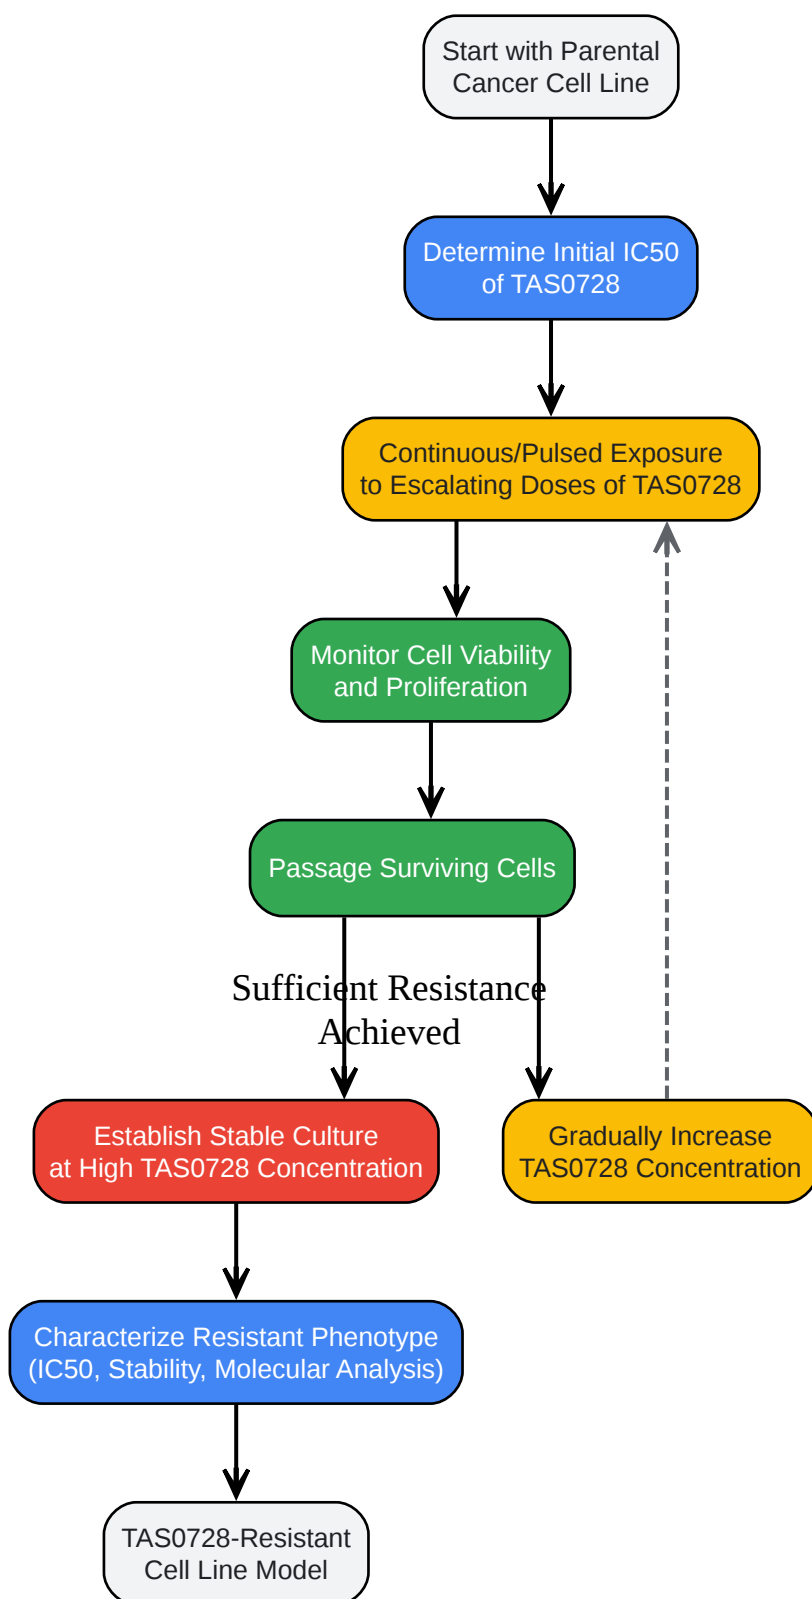 Start with Parental
Cancer Cell Line
Determine Initial IC50
of TAS0728
Continuous/Pulsed Exposure
to Escalating Doses of TAS0728
Monitor Cell Viability
and Proliferation
Passage Surviving Cells
Sufficient Resistance
Achieved
Establish Stable Culture
at High TAS0728 Concentration
Gradually Increase
TAS0728 Concentration
Characterize Resistant Phenotype
(IC50, Stability, Molecular Analysis)
TAS0728-Resistant
Cell Line Model